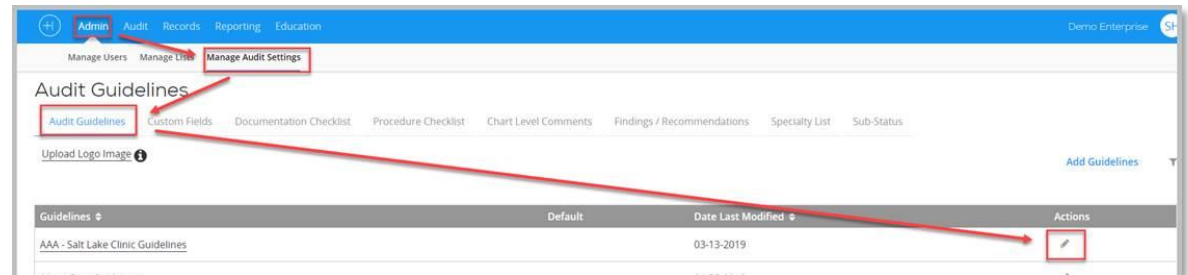 Admin Audit Records Reporting Education Demo Enterprise SH
Manage Users Manage Lists Manage Audit Settings
Audit Guidelines
Audit Guidelines Custom Fields Documentation Checklist Procedure Checklist Chart Level Comments Findings / Recommendations Specialty List Sub-Status
Upload Logo Image
Add Guidelines
Guidelines Default Date Last Modified Actions
AAA - Salt Lake Clinic Guidelines 03-13-2019